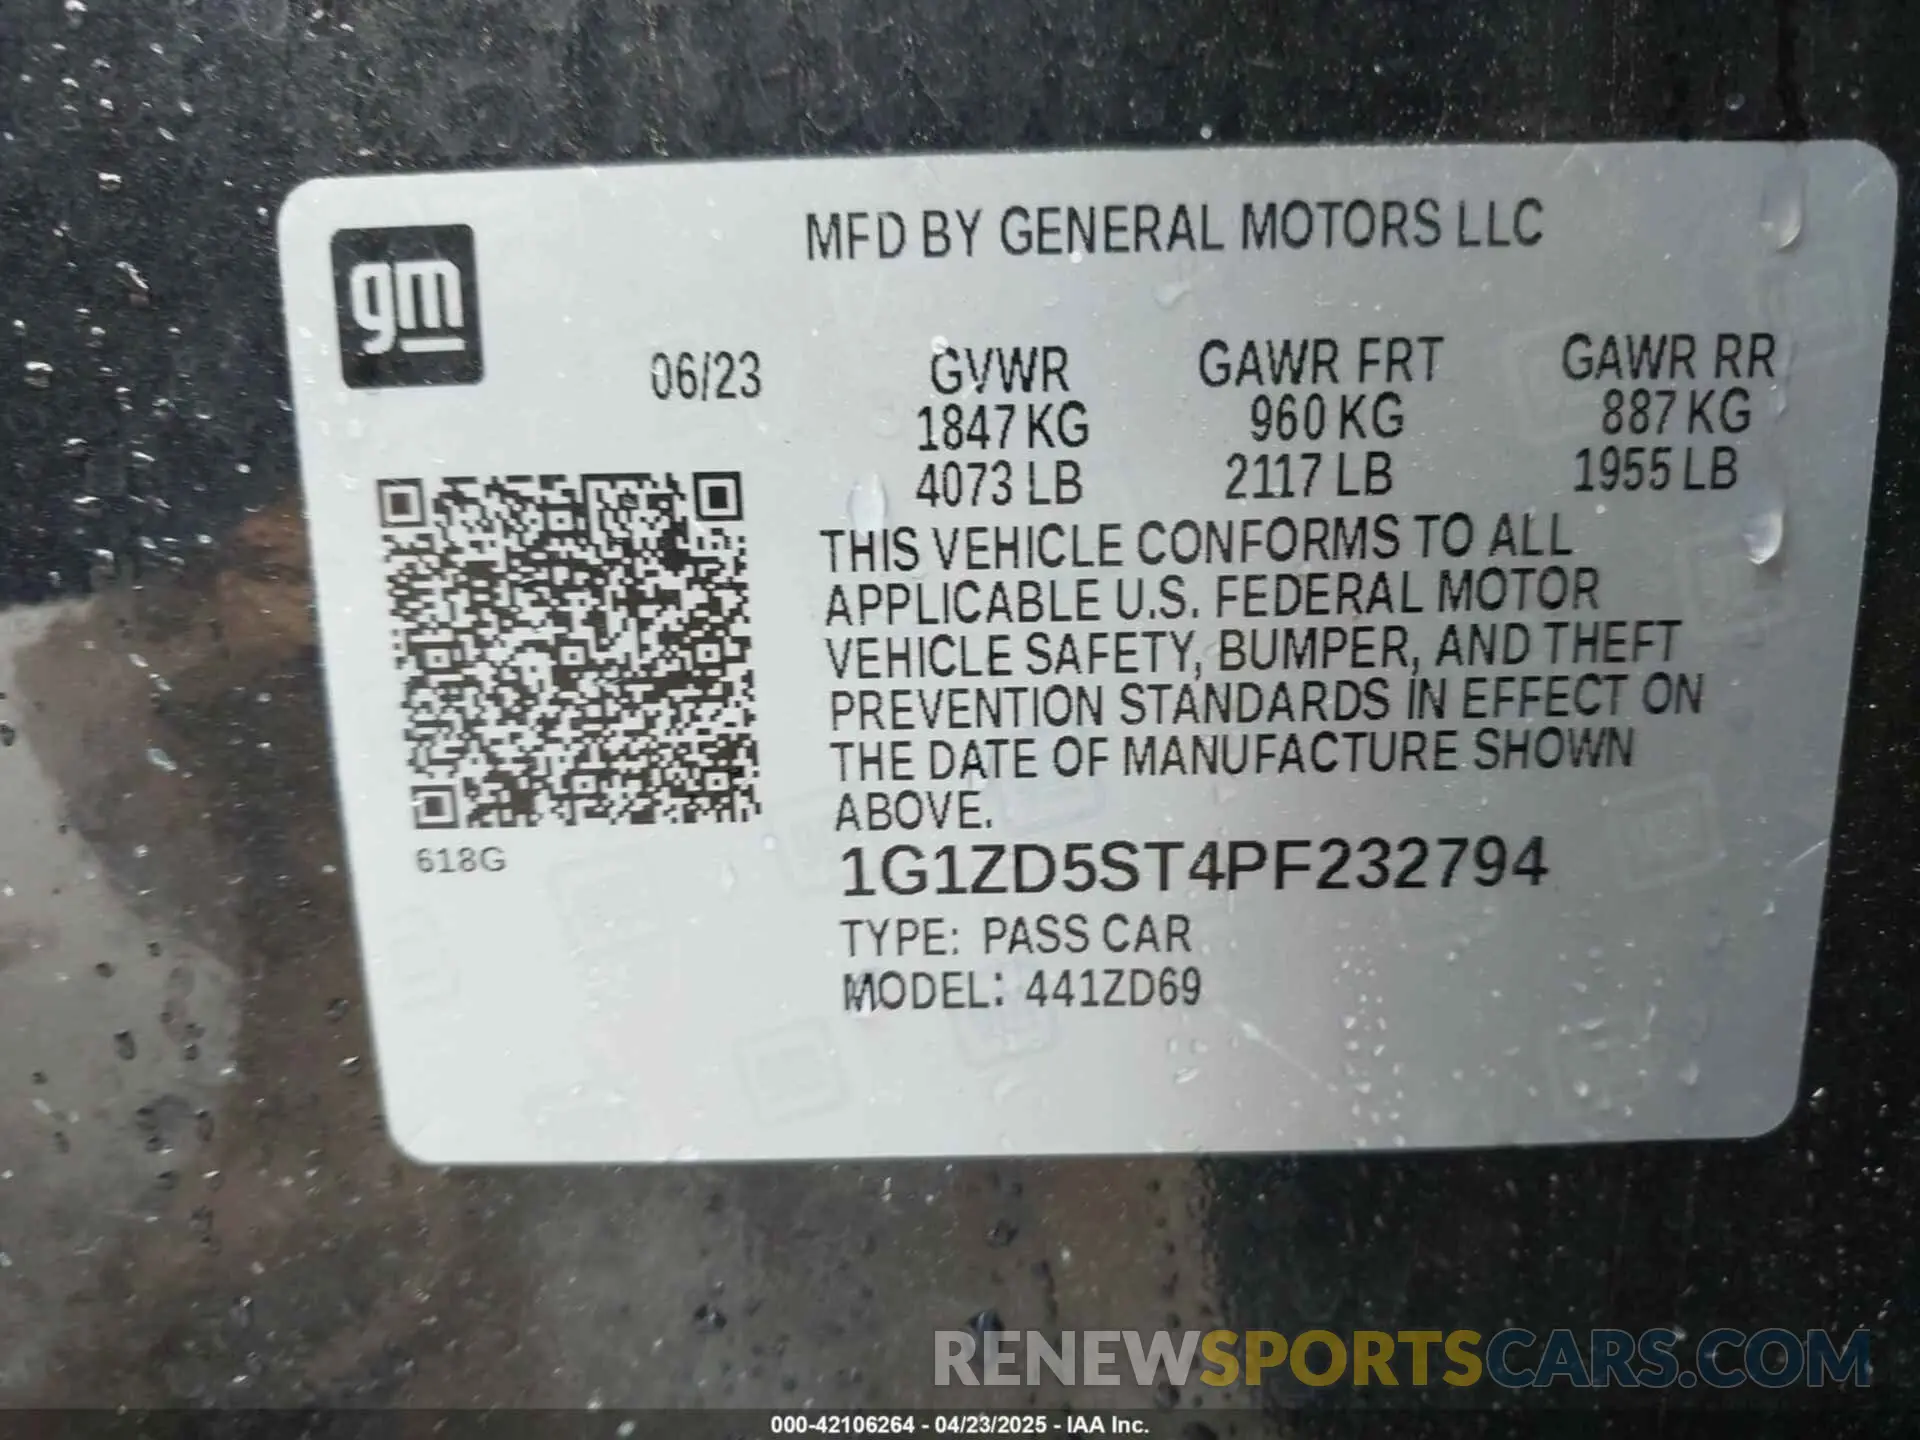 gm
MFD BY GENERAL MOTORS LLC
06/23 GVWR GAWR FRT GAWR RR
1847 KG 960 KG 887 KG
4073 LB 2117 LB 1955 LB
THIS VEHICLE CONFORMS TO ALL
APPLICABLE U.S. FEDERAL MOTOR
VEHICLE SAFETY, BUMPER, AND THEFT
PREVENTION STANDARDS IN EFFECT ON
THE DATE OF MANUFACTURE SHOWN
ABOVE.
618G
1G1ZD5ST4PF232794
TYPE: PASS CAR
MODEL: 441ZD69
RENEWSPORTSCARS.COM
000-42106264 - 04/23/2025 - IAA Inc.